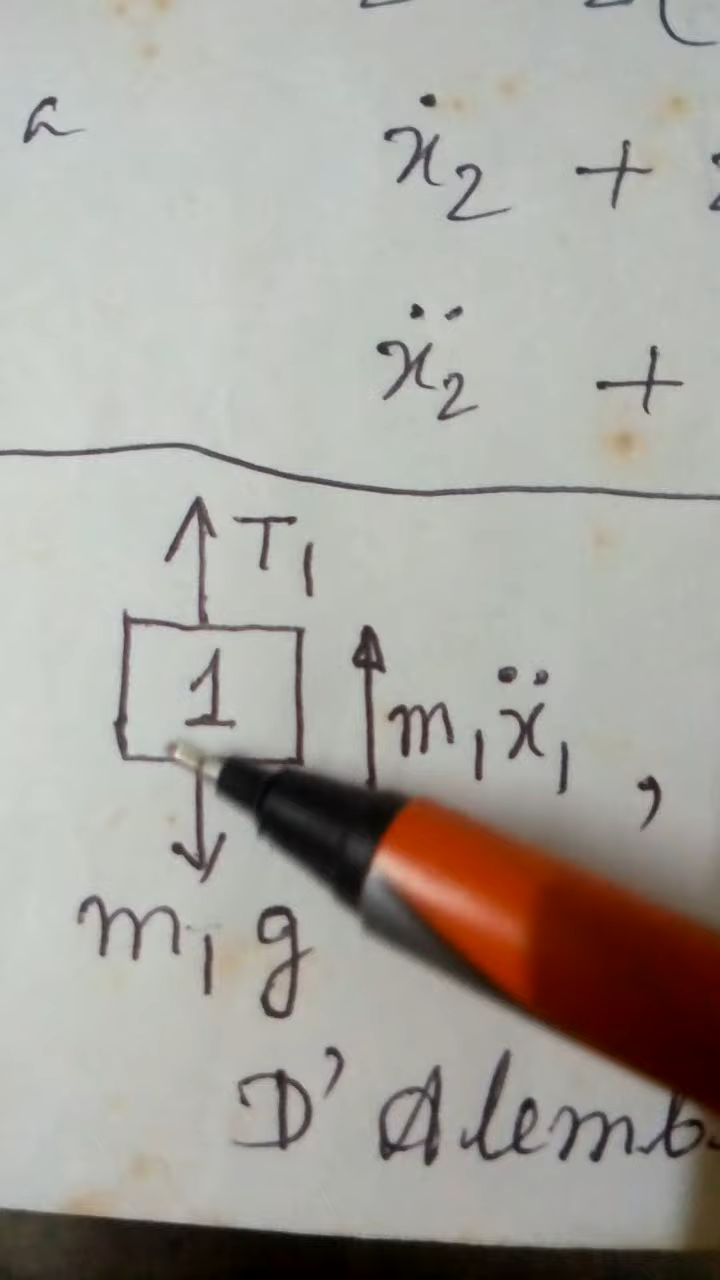 a
ẋ₂ +
ẍ₂ +
T₁
1
m₁ẍ₁ ,
m₁g
D'Alemb